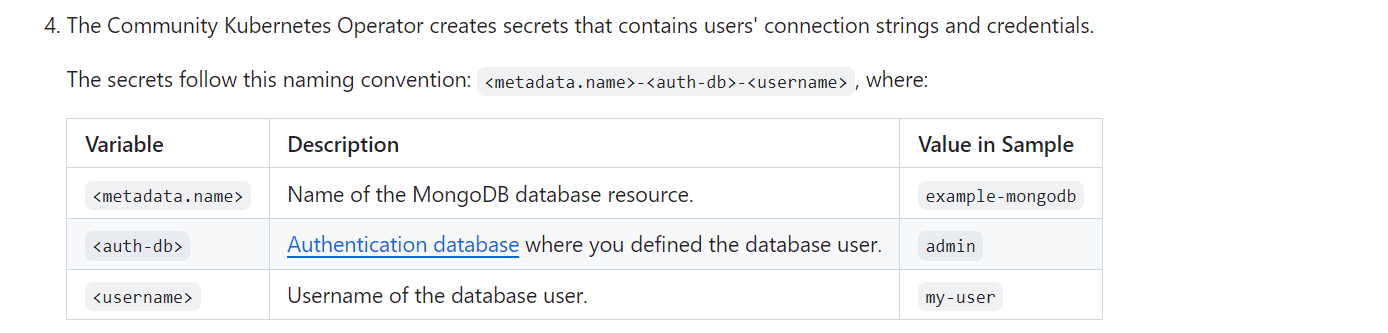 4. The Community Kubernetes Operator creates secrets that contains users' connection strings and credentials.
The secrets follow this naming convention: <metadata.name>-<auth-db>-<username> , where:
Variable Description Value in Sample
<metadata.name> Name of the MongoDB database resource. example-mongodb
<auth-db> Authentication database where you defined the database user. admin
<username> Username of the database user. my-user